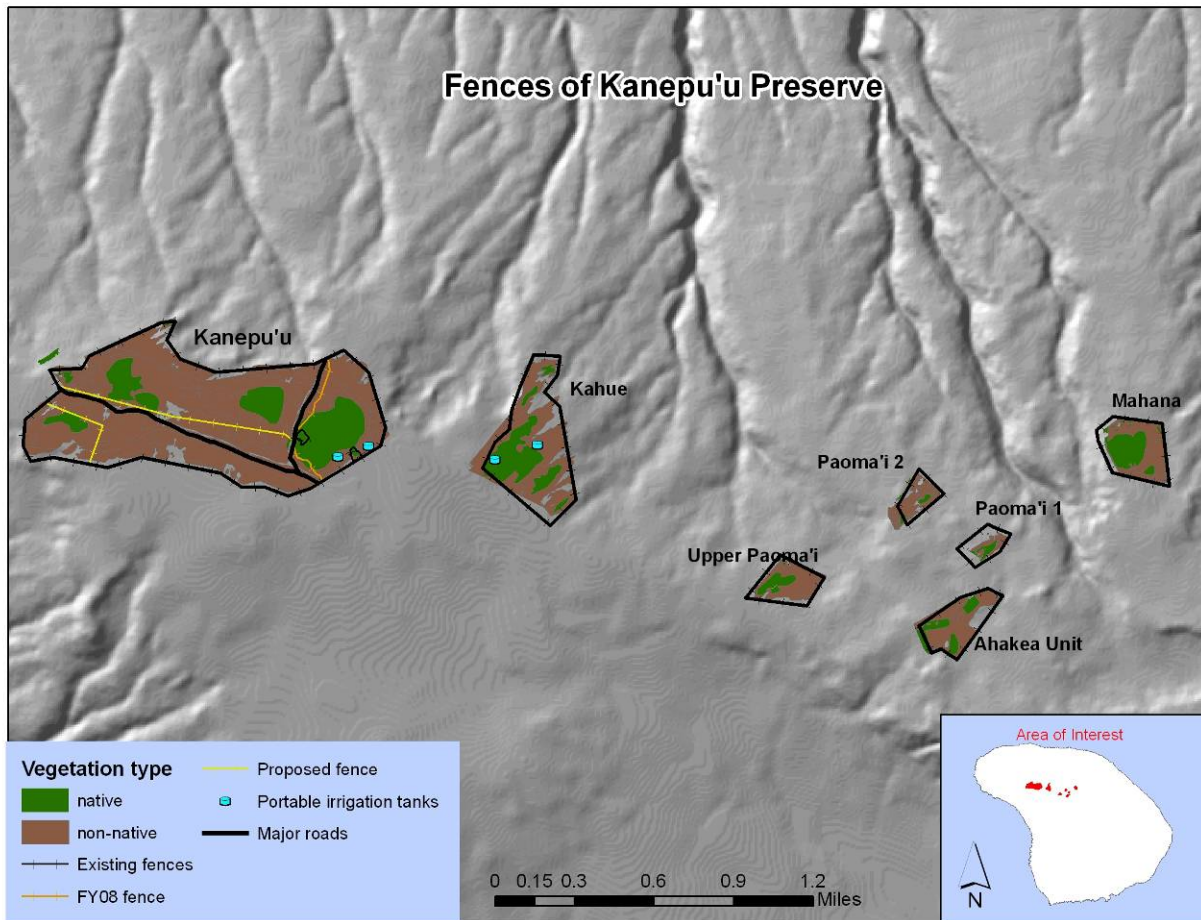 Fences of Kanepu'u Preserve
Kanepu'u
Kahue
Mahana
Paoma'i 2
Paoma'i 1
Upper Paoma'i
Ahakea Unit
Vegetation type
native
non-native
Existing fences
FY08 fence
Proposed fence
Portable irrigation tanks
Major roads
0 0.15 0.3 0.6 0.9 1.2
Miles
Area of Interest
N